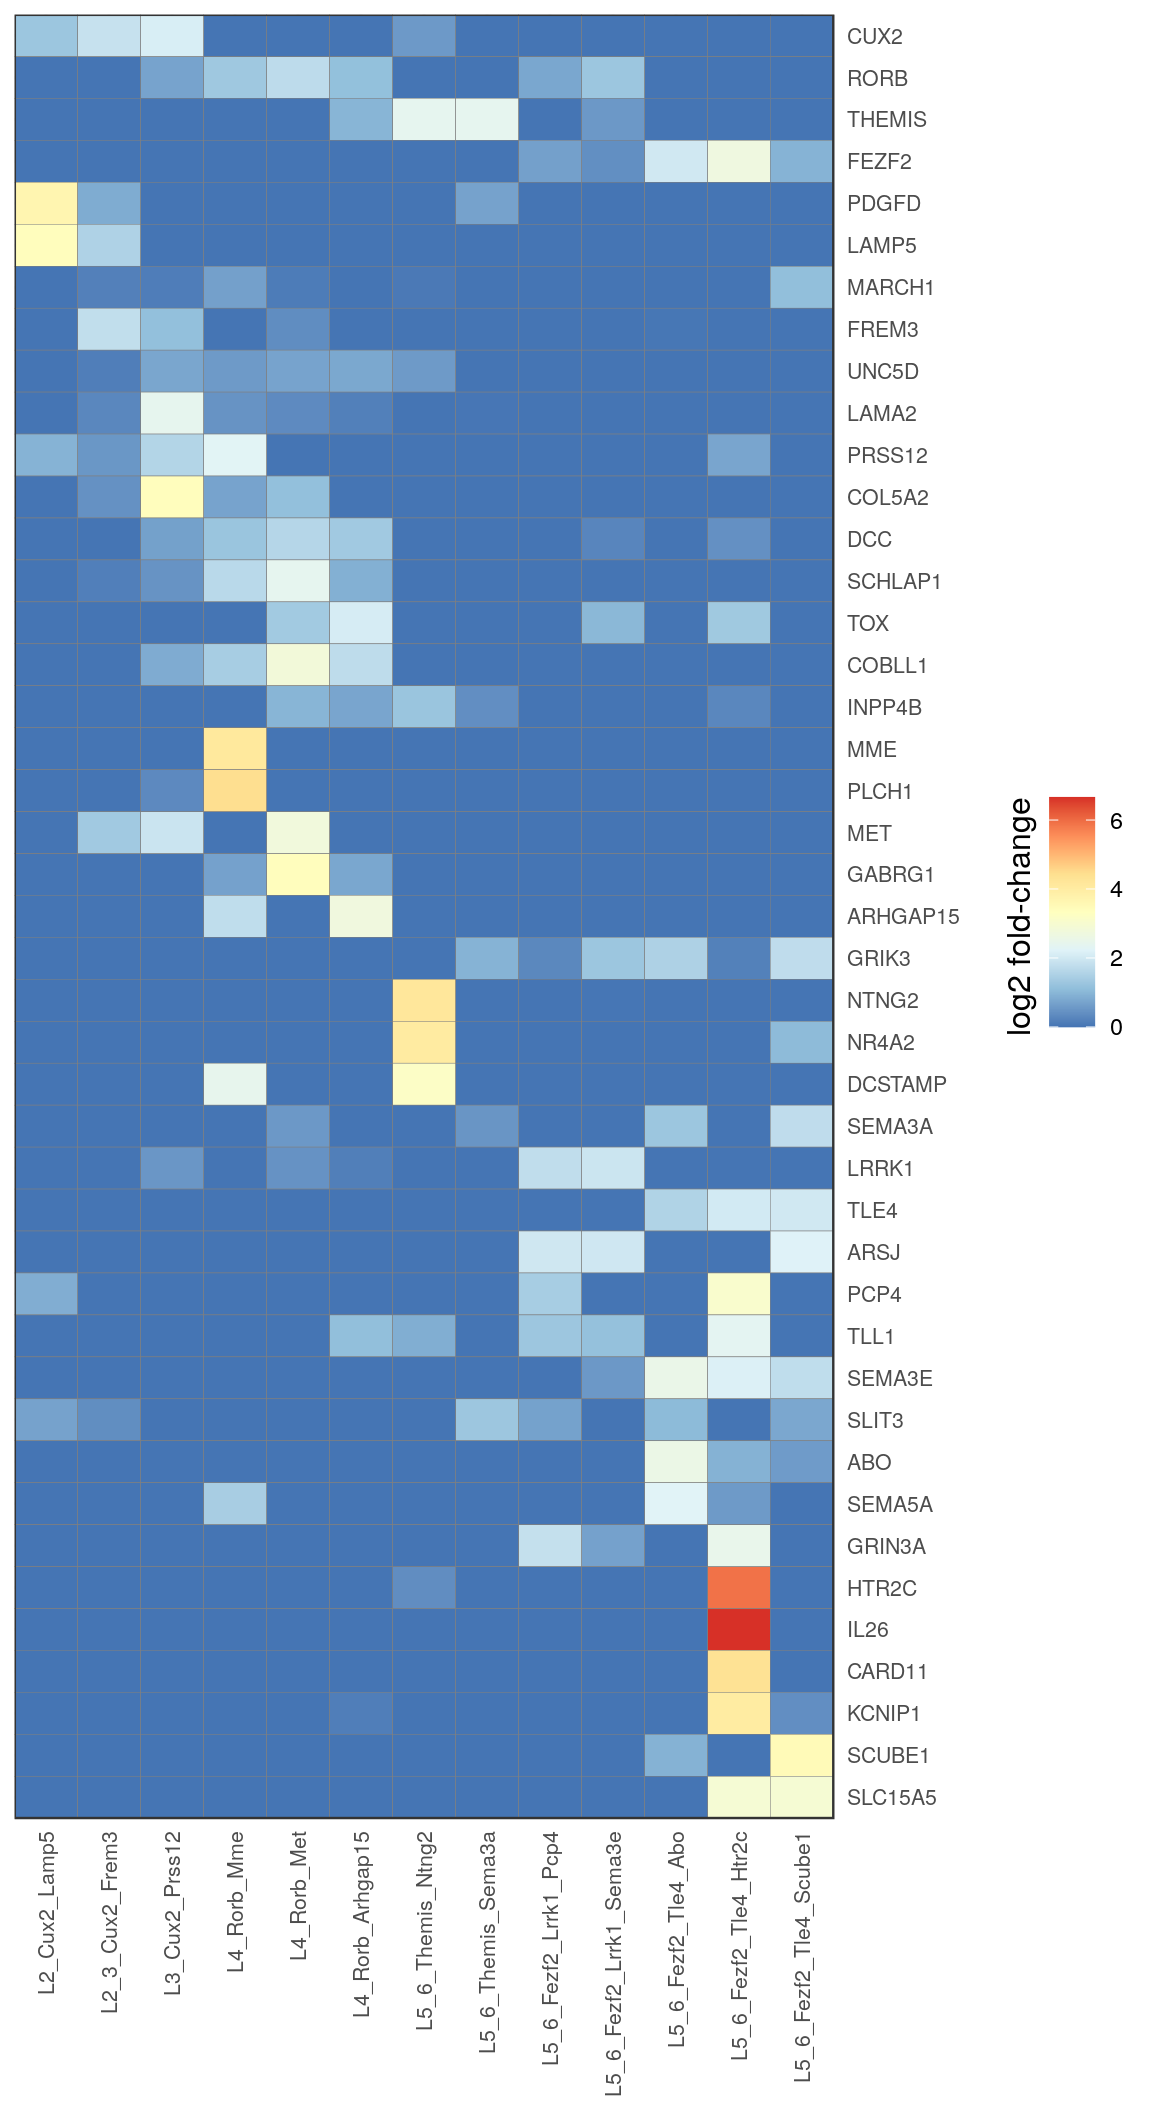 CUX2
RORB
THEMIS
FEZF2
PDGFD
LAMP5
MARCH1
FREM3
UNC5D
LAMA2
PRSS12
COL5A2
DCC
SCHLAP1
TOX
COBLL1
INPP4B
MME
PLCH1
MET
GABRG1
ARHGAP15
GRIK3
NTNG2
NR4A2
DCSTAMP
SEMA3A
LRRK1
TLE4
ARSJ
PCP4
TLL1
SEMA3E
SLIT3
ABO
SEMA5A
GRIN3A
HTR2C
IL26
CARD11
KCNIP1
SCUBE1
SLC15A5
log2 fold-change
6
4
2
0
L2_Cux2_Lamp5
L2_3_Cux2_Frem3
L3_Cux2_Prss12
L4_Rorb_Mme
L4_Rorb_Met
L4_Rorb_Arhgap15
L5_6_Themis_Ntng2
L5_6_Themis_Sema3a
L5_6_Fezf2_Lrrk1_Pcp4
L5_6_Fezf2_Lrrk1_Sema3e
L5_6_Fezf2_Tle4_Abo
L5_6_Fezf2_Tle4_Htr2c
L5_6_Fezf2_Tle4_Scube1